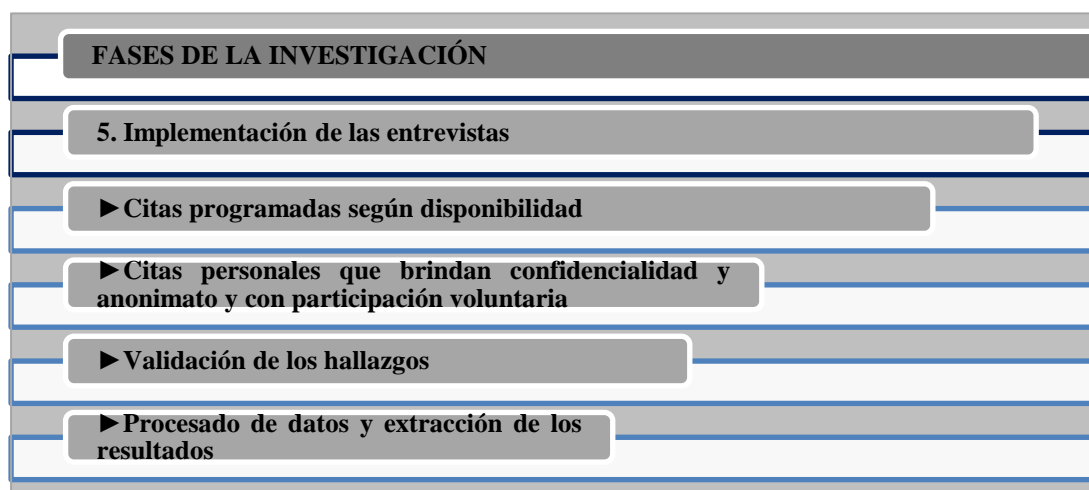 FASES DE LA INVESTIGACIÓN
5. Implementación de las entrevistas
►Citas programadas según disponibilidad
►Citas personales que brindan confidencialidad y
anonimato y con participación voluntaria
►Validación de los hallazgos
►Procesado de datos y extracción de los
resultados